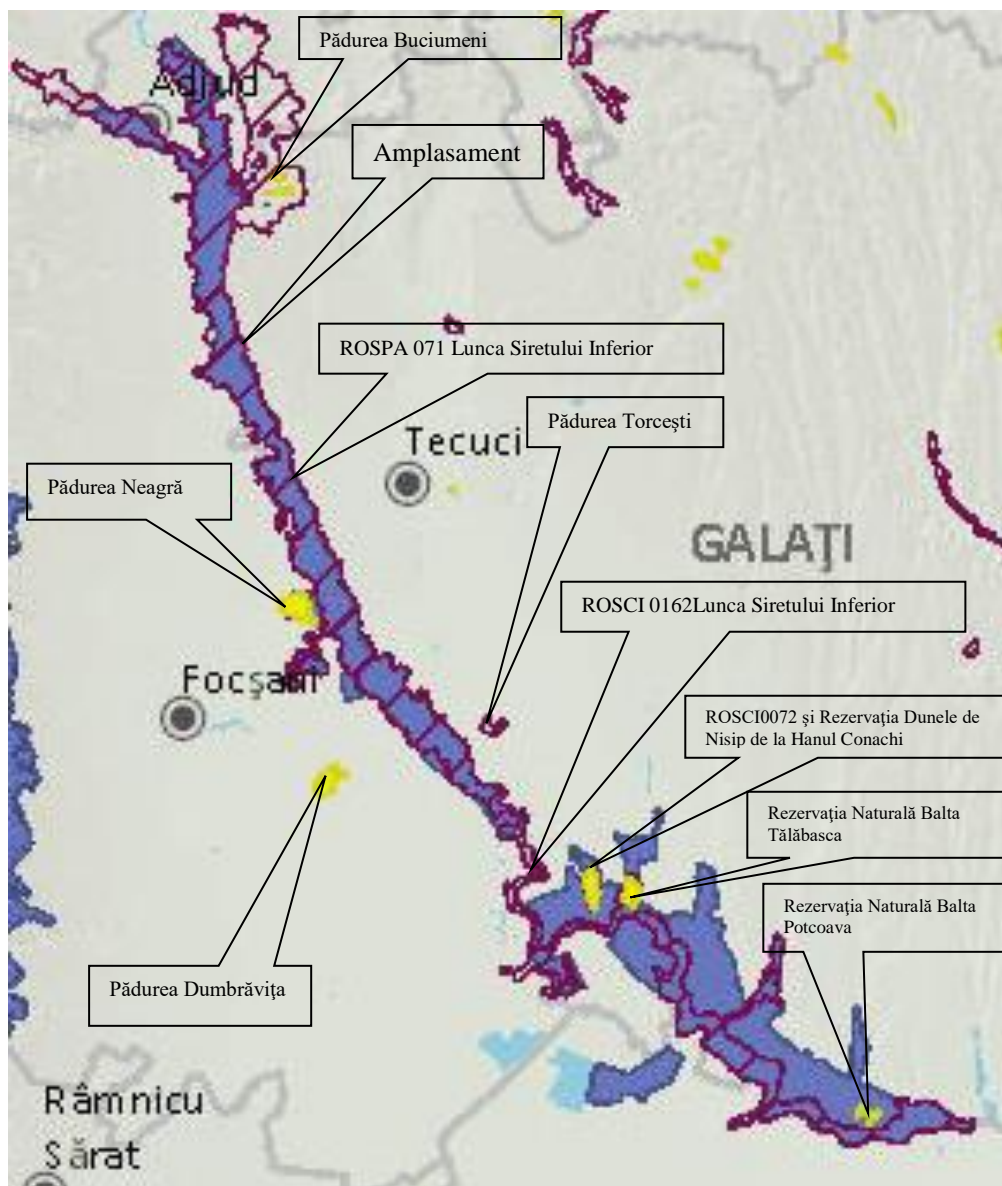 Pădurea Buciumeni
Adjud
Amplasament
ROSPA 071 Lunca Siretului Inferior
Pădurea Torceşti
Tecuci
Pădurea Neagră
GALAŢI
ROSCI 0162Lunca Siretului Inferior
Focşani
ROSCI0072 şi Rezervaţia Dunele de
Nisip de la Hanul Conachi
Rezervaţia Naturală Balta
Tălăbasca
Rezervaţia Naturală Balta
Potcoava
Pădurea Dumbrăviţa
Râmnicu
Sărat